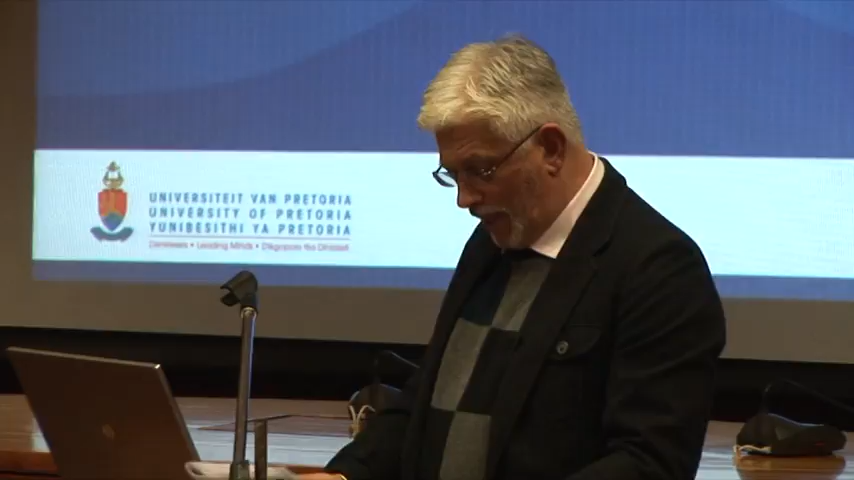 UNIVERSITEIT VAN PRETORIA
UNIVERSITY OF PRETORIA
YUNIBESITHI YA PRETORIA
Denkleiers • Leading Minds • Dikgopolo tša Dihlalefi